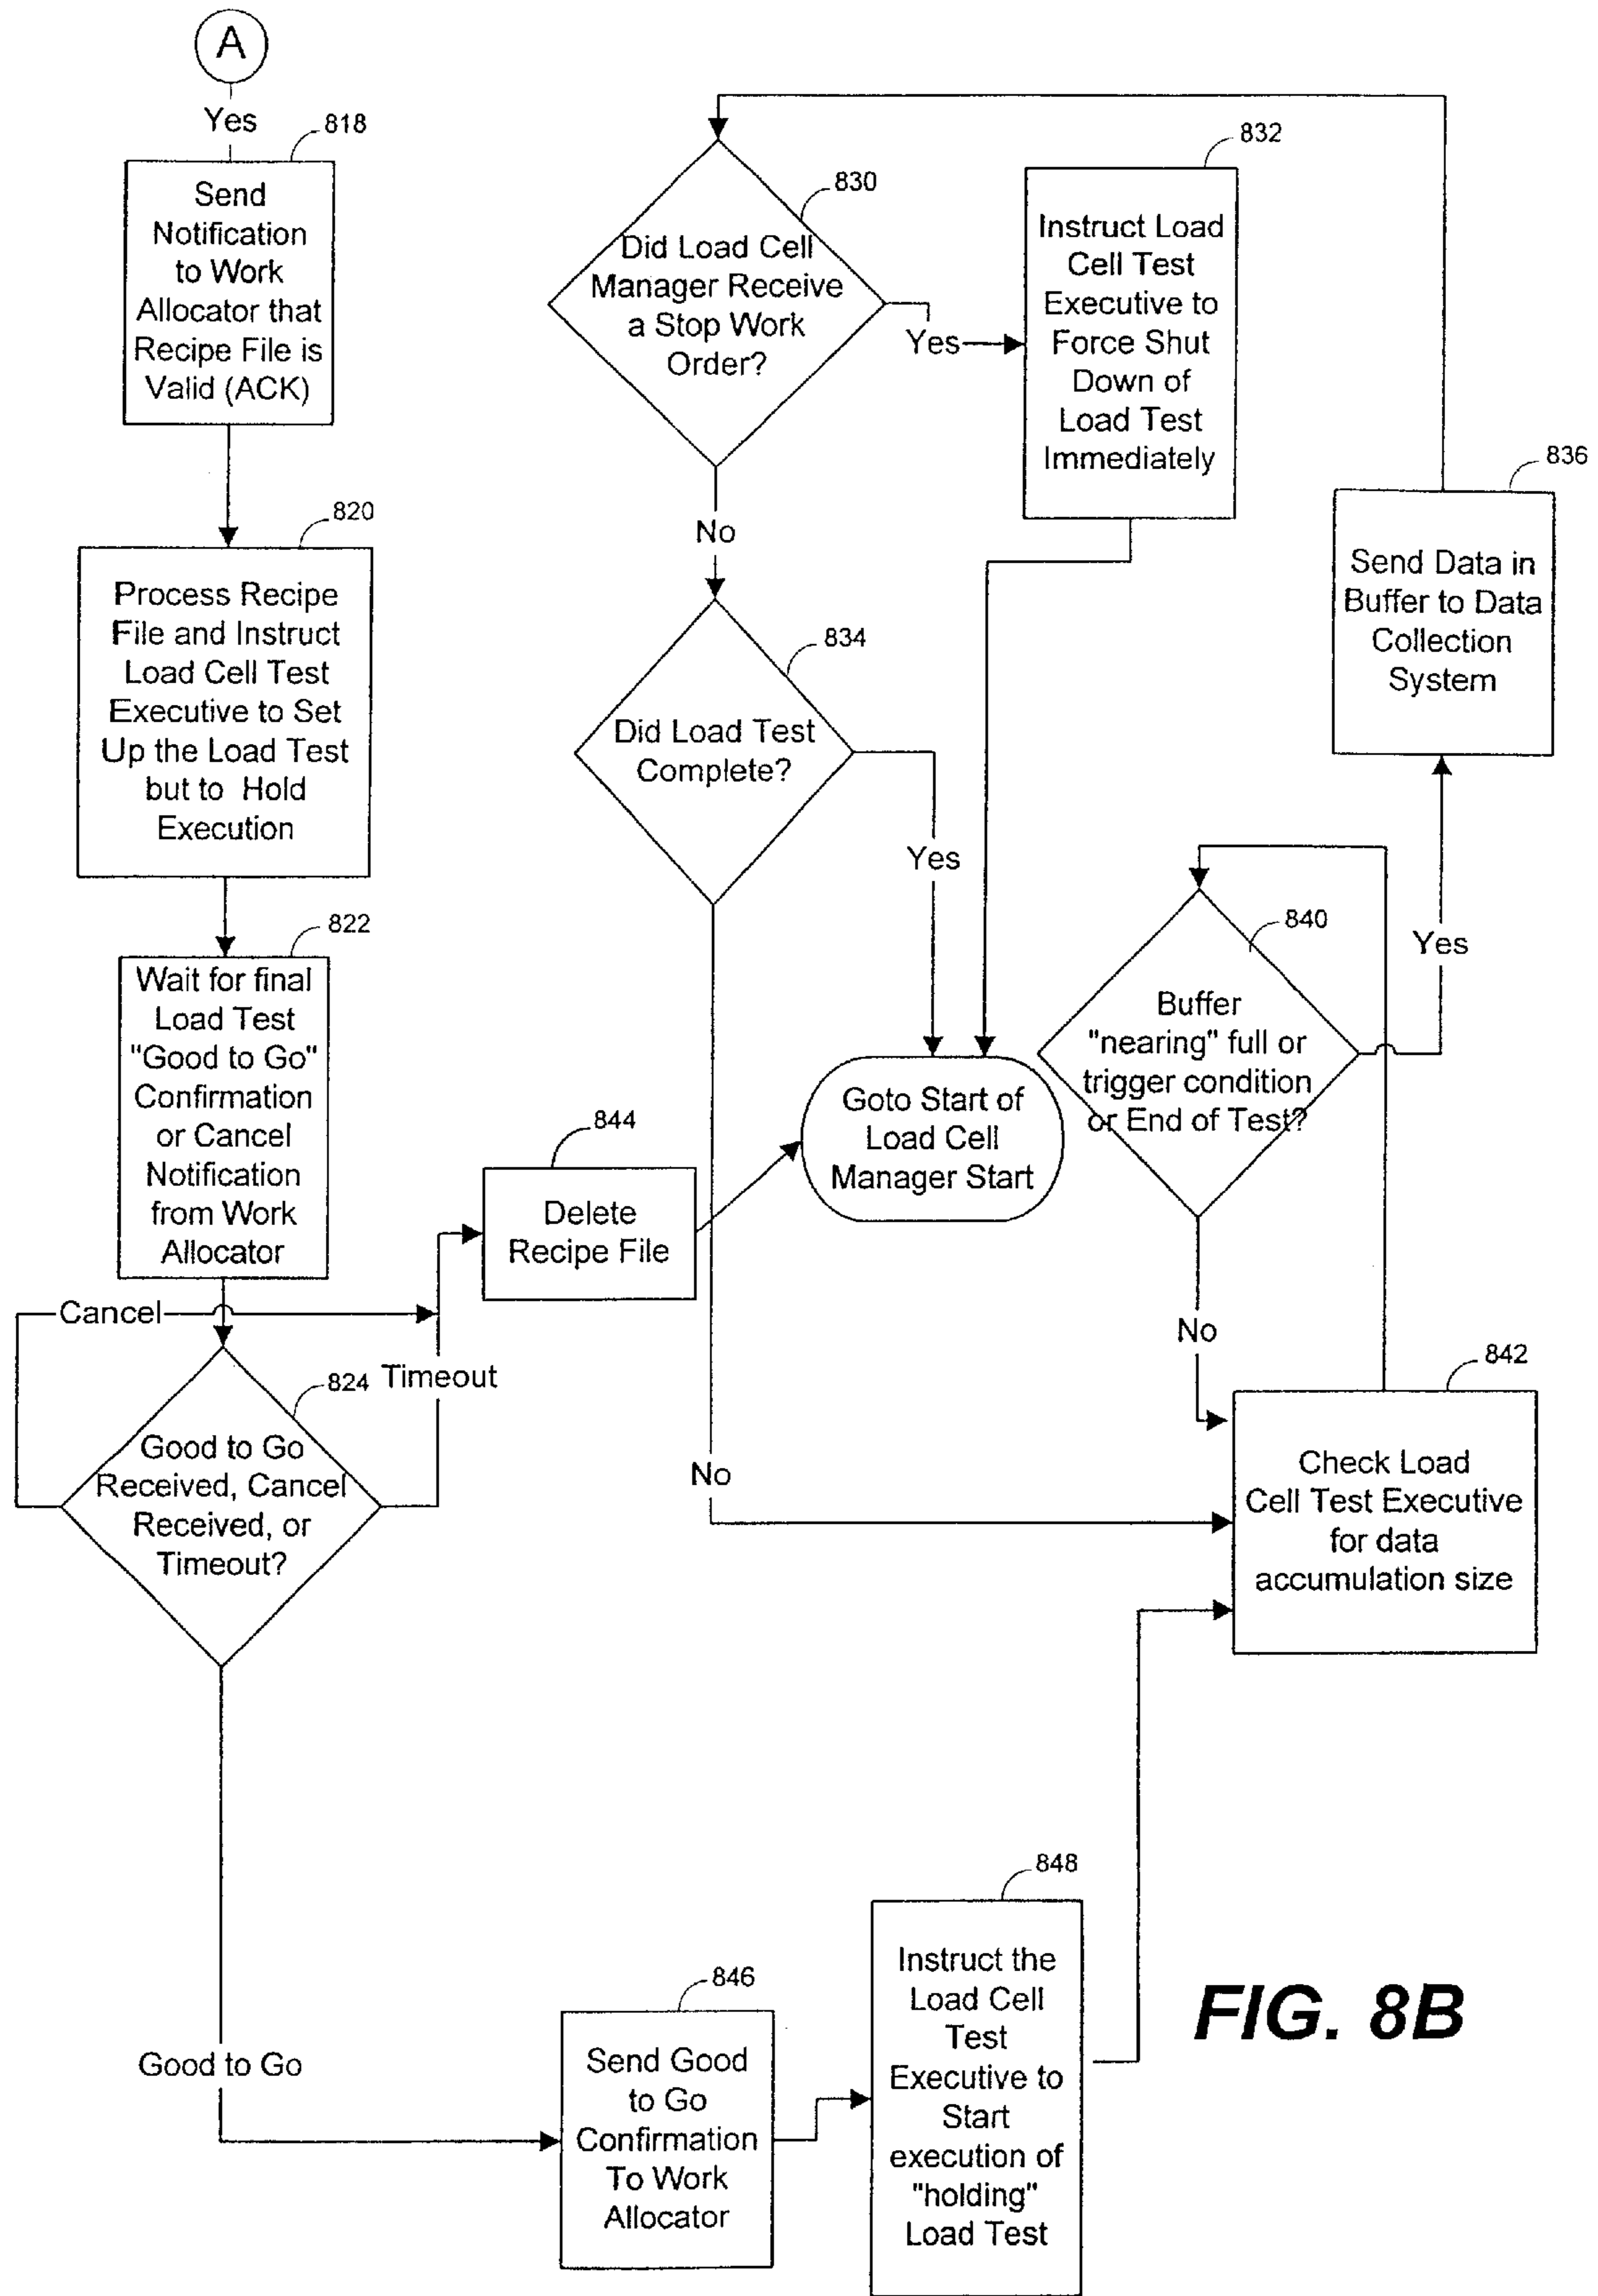 A
Yes
818
Send
Notification
to Work
Allocator that
Recipe File is
Valid (ACK)
820
Process Recipe
File and Instruct
Load Cell Test
Executive to Set
Up the Load Test
but to Hold
Execution
822
Wait for final
Load Test
"Good to Go"
Confirmation
or Cancel
Notification
from Work
Allocator
Cancel
824
Timeout
Good to Go
Received, Cancel
Received, or
Timeout?
Good to Go
844
Delete
Recipe File
846
Send Good
to Go
Confirmation
To Work
Allocator
848
Instruct the
Load Cell
Test
Executive to
Start
execution of
"holding"
Load Test
830
Did Load Cell
Manager Receive
a Stop Work
Order?
Yes
No
832
Instruct Load
Cell Test
Executive to
Force Shut
Down of
Load Test
Immediately
834
Did Load Test
Complete?
Yes
No
Goto Start of
Load Cell
Manager Start
836
Send Data in
Buffer to Data
Collection
System
840
Buffer
"nearing" full or
trigger condition
or End of Test?
Yes
No
842
Check Load
Cell Test Executive
for data
accumulation size
FIG. 8B